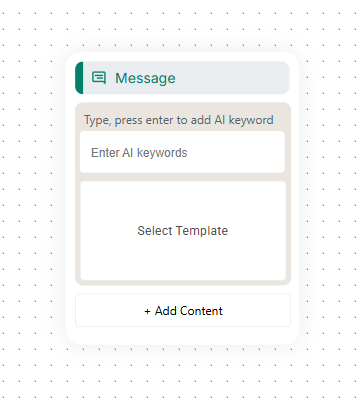 Message
Type, press enter to add AI keyword
Enter AI keywords
Select Template
+ Add Content